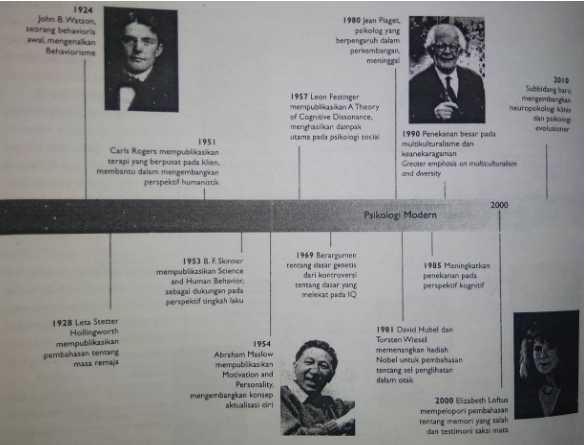 1924
John B. Watson,
seorang behavioris
awal, mengenalkan
Behaviorisme
1951
Carls Rogers mempublikasikan
terapi yang berpusat pada klien,
membantu dalam mengembangkan
perspektif humanistik
1957 Leon Festinger
mempublikasikan A Theory
of Cognitive Dissonance,
menghasilkan dampak
utama pada psikologi sosial
1980 Jean Piaget,
psikolog yang
berpengaruh dalam
perkembangan,
meninggal
1990 Penekanan besar pada
multikulturalisme dan
keanekaragaman
Greater emphasis on multiculturalism
and diversity
2010
Subbidang baru
mengembangkan
neuropsikologi klinis
dan psikologi
evolusioner
Psikologi Modern
2000
1928 Leta Stetter
Hollingworth
mempublikasikan
pembahasan tentang
masa remaja
1953 B. F. Skinner
mempublikasikan Science
and Human Behavior,
sebagai dukungan pada
perspektif tingkah laku
1954
Abraham Maslow
mempublikasikan
Motivation and
Personality,
mengembangkan konsep
aktualisasi diri
1969 Berargumen
tentang dasar genetis
dari kontroversi
tentang dasar yang
melekat pada IQ
1981 David Hubel dan
Torsten Wiesel
memenangkan hadiah
Nobel untuk pembahasan
tentang sel penglihatan
dalam otak
1985 Meningkatkan
penekanan pada
perspektif kognitif
2000 Elizabeth Loftus
mempelopori pembahasan
tentang memori yang salah
dan testimoni saksi mata